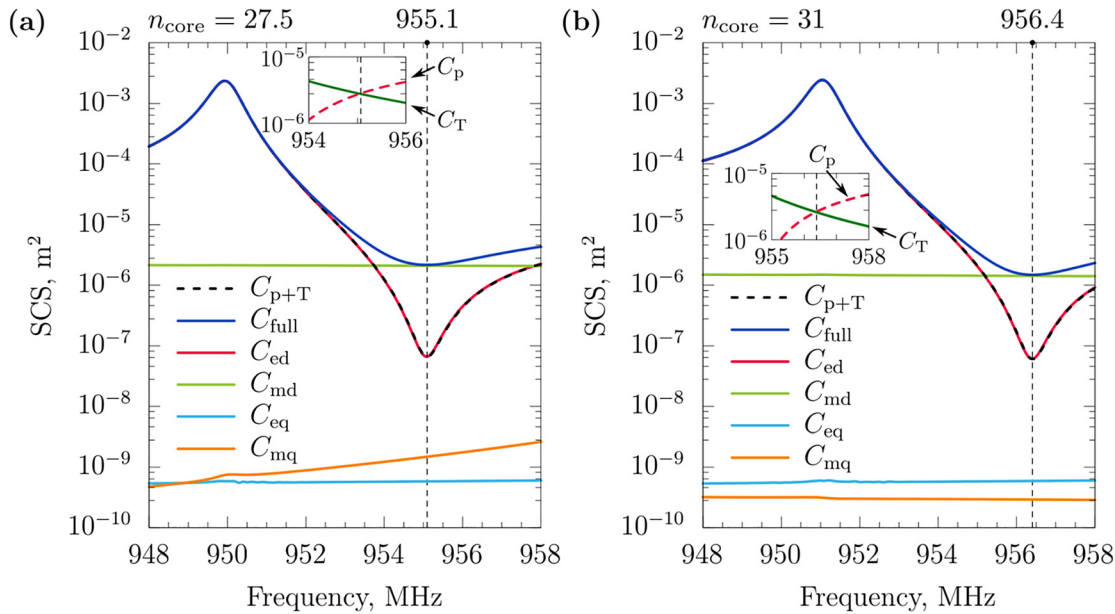 (a) n_core = 27.5 955.1
10^−2
10^−3
10^−4
10^−5
10^−6
10^−7
10^−8
10^−9
10^−10
SCS, m²
10^−5
10^−6
954 956
C_p
C_T
C_p+T
C_full
C_ed
C_md
C_eq
C_mq
948 950 952 954 956 958
Frequency, MHz
(b) n_core = 31 956.4
10^−2
10^−3
10^−4
10^−5
10^−6
10^−7
10^−8
10^−9
10^−10
SCS, m²
10^−5
10^−6
955 958
C_p
C_T
C_p+T
C_full
C_ed
C_md
C_eq
C_mq
948 950 952 954 956 958
Frequency, MHz